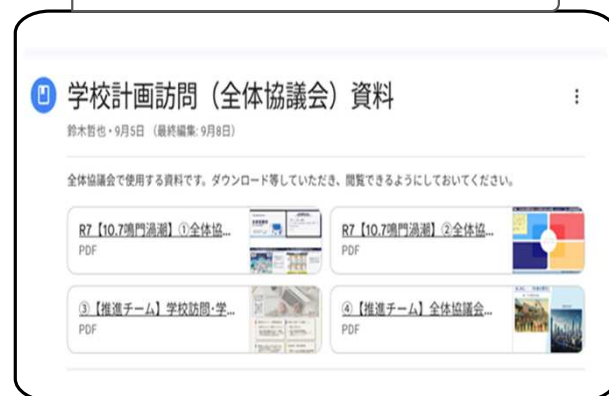 学校計画訪問（全体協議会）資料
鈴木哲也・9月5日 （最終編集: 9月8日）
全体協議会で使用する資料です。ダウンロード等していただき、閲覧できるようにしておいてください。
R7【10.7鳴門渦潮】①全体協...
PDF
R7【10.7鳴門渦潮】②全体協...
PDF
③【推進チーム】学校訪問・学...
PDF
④【推進チーム】全体協議会...
PDF